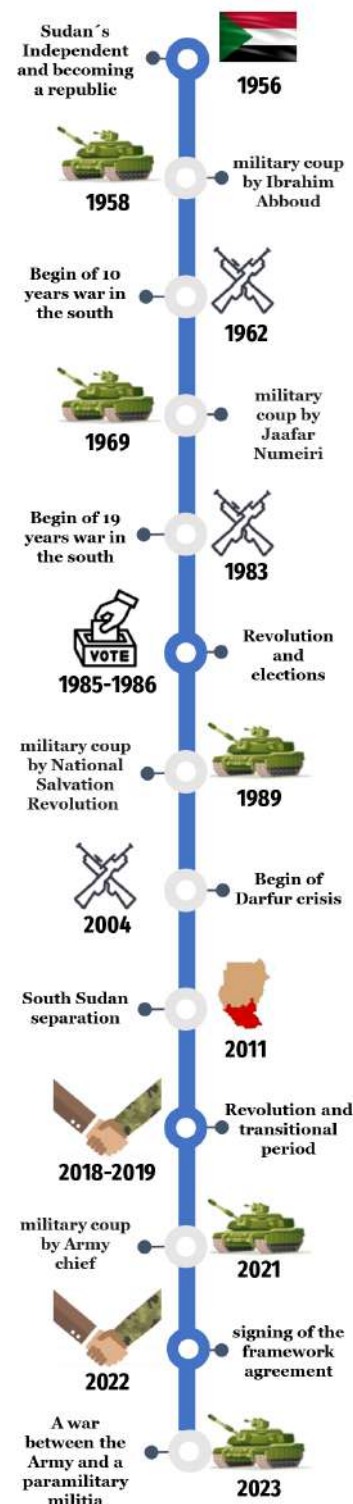 Sudan´s
Independent
and becoming
a republic
1956
1958
military coup
by Ibrahim
Abboud
Begin of 10
years war in
the south
1962
1969
military
coup by
Jaafar
Numeiri
Begin of 19
years war in
the south
1983
VOTE
1985-1986
Revolution
and
elections
military coup
by National
Salvation
Revolution
1989
2004
Begin of
Darfur crisis
South Sudan
separation
2011
2018-2019
Revolution and
transitional
period
military coup
by Army
chief
2021
2022
signing of the
framework
agreement
A war
between the
Army and a
paramilitary
militia
2023